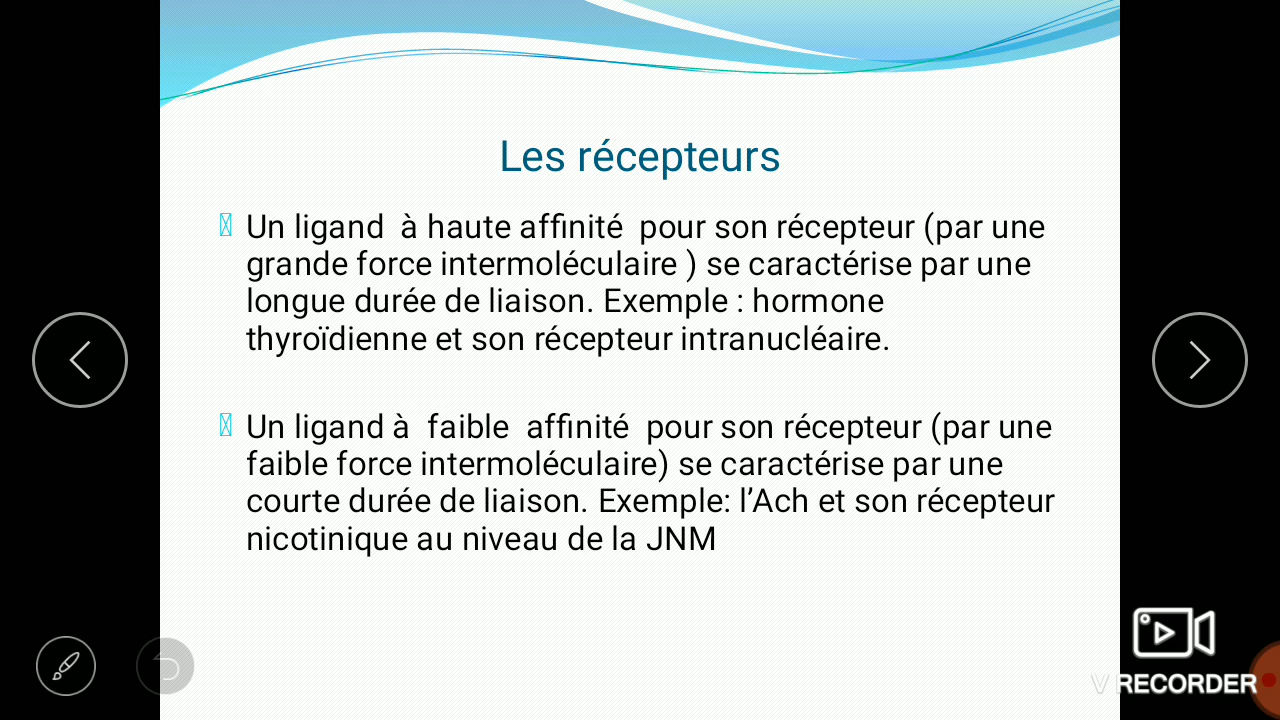 Les récepteurs
Un ligand à haute affinité pour son récepteur (par une
grande force intermoléculaire ) se caractérise par une
longue durée de liaison. Exemple : hormone
thyroïdienne et son récepteur intranucléaire.
Un ligand à faible affinité pour son récepteur (par une
faible force intermoléculaire) se caractérise par une
courte durée de liaison. Exemple: l’Ach et son récepteur
nicotinique au niveau de la JNM
V RECORDER